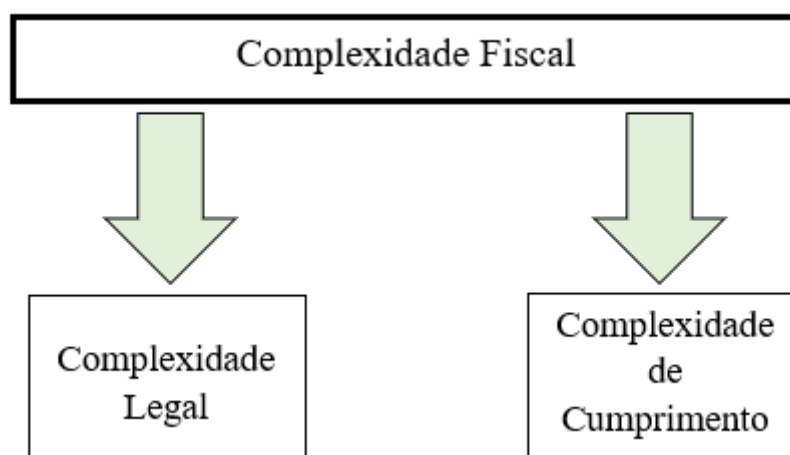 Complexidade Fiscal
Complexidade
Legal
Complexidade
de
Cumprimento